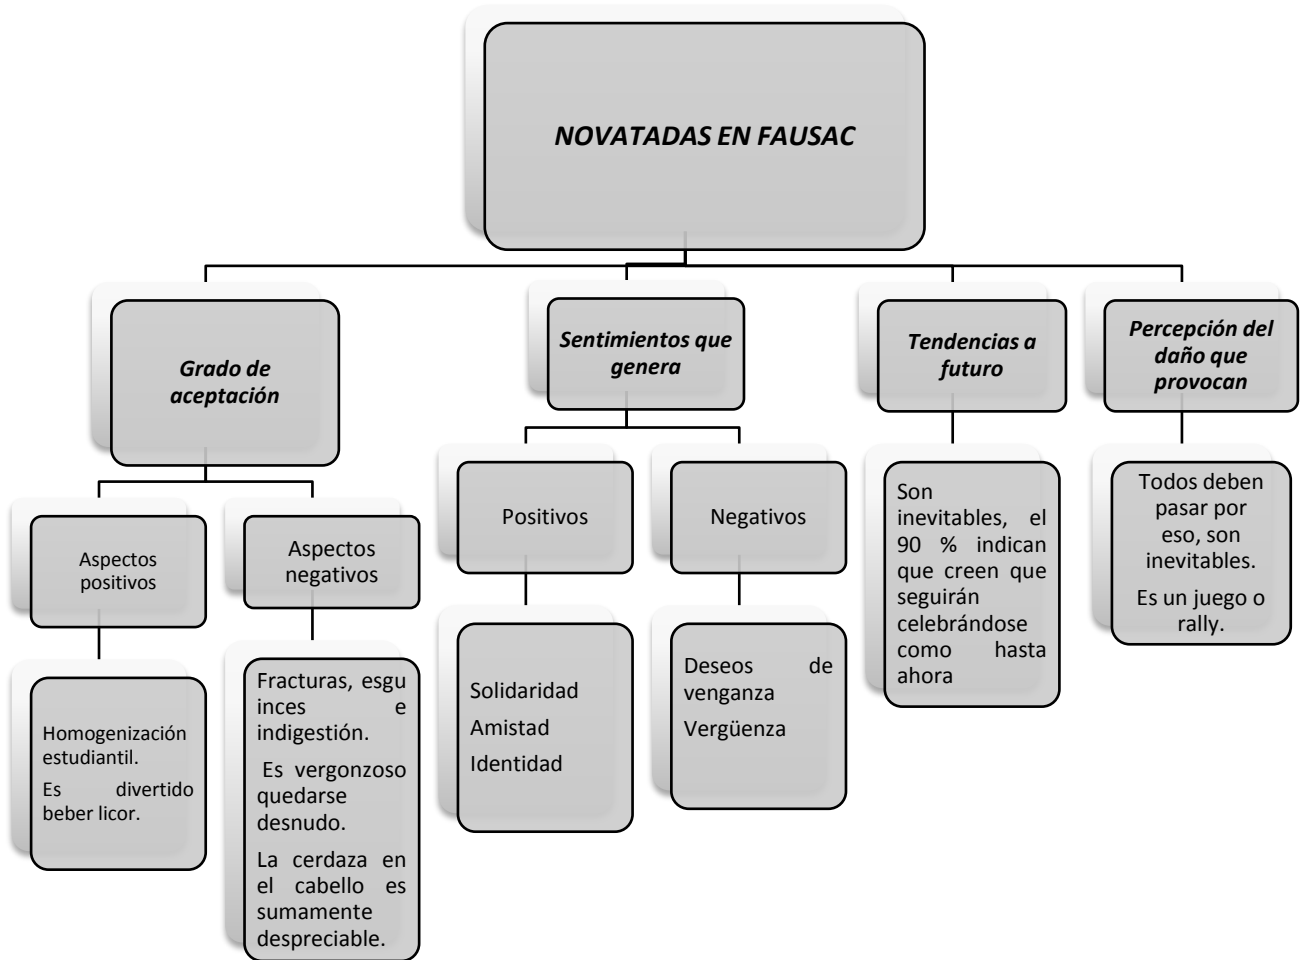 NOVATADAS EN FAUSAC
Grado de
aceptación
Sentimientos que
genera
Tendencias a
futuro
Percepción del
daño que
provocan
Aspectos
positivos
Aspectos
negativos
Positivos
Negativos
Son
inevitables, el
90 % indican
que creen que
seguirán
celebrándose
como hasta
ahora
Todos deben
pasar por
eso, son
inevitables.
Es un juego o
rally.
Homogenización
estudiantil.
Es divertido
beber licor.
Fracturas, esgu
inces e
indigestión.
Es vergonzoso
quedarse
desnudo.
La cerdaza en
el cabello es
sumamente
despreciable.
Solidaridad
Amistad
Identidad
Deseos de
venganza
Vergüenza